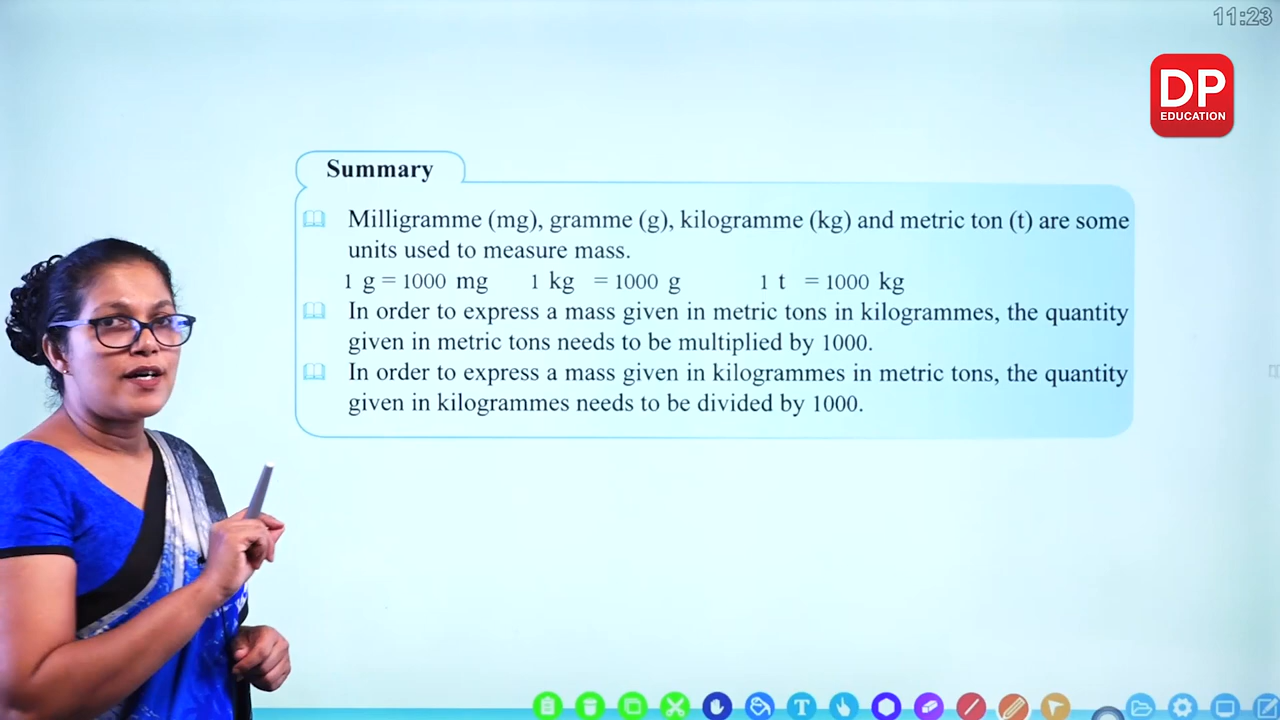 11:23
DP
EDUCATION
Summary
Milligramme (mg), gramme (g), kilogramme (kg) and metric ton (t) are some
units used to measure mass.
1 g = 1000 mg 1 kg = 1000 g 1 t = 1000 kg
In order to express a mass given in metric tons in kilogrammes, the quantity
given in metric tons needs to be multiplied by 1000.
In order to express a mass given in kilogrammes in metric tons, the quantity
given in kilogrammes needs to be divided by 1000.
T